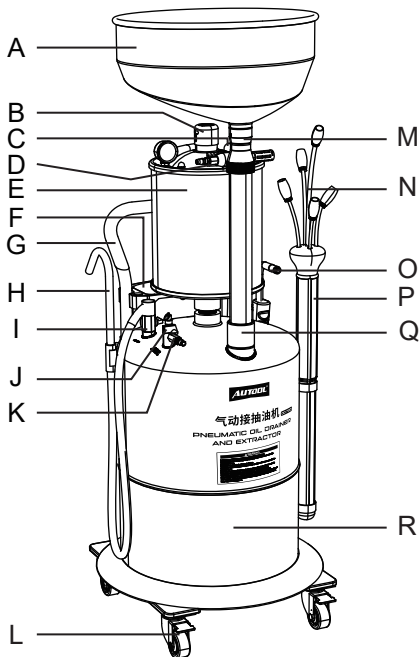 A
B
C
D
E
F
G
H
I
J
K
L
M
N
O
P
Q
R
AUTOOL
气动接抽油机
PNEUMATIC OIL DRAINER
AND EXTRACTOR